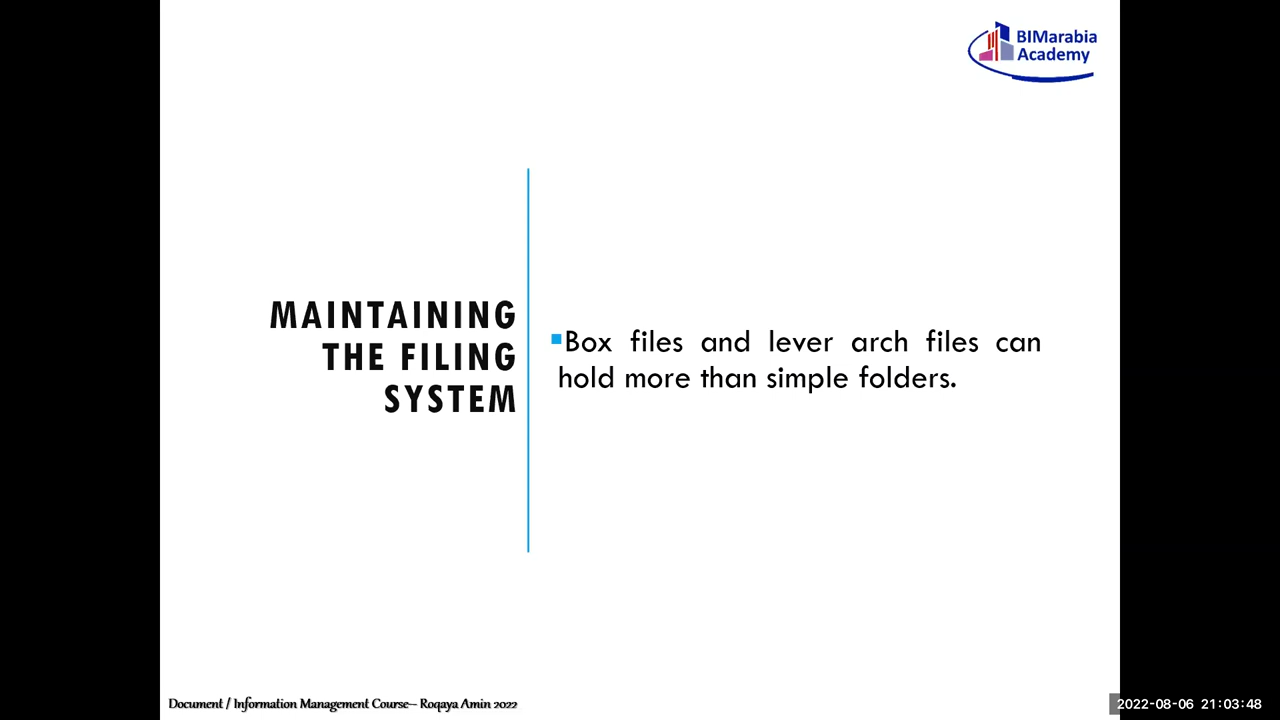 BIMarabia
Academy
MAINTAINING
THE FILING
SYSTEM
▪Box files and lever arch files can
hold more than simple folders.
Document / Information Management Course– Roqaya Amin 2022
2022-08-06 21:03:48